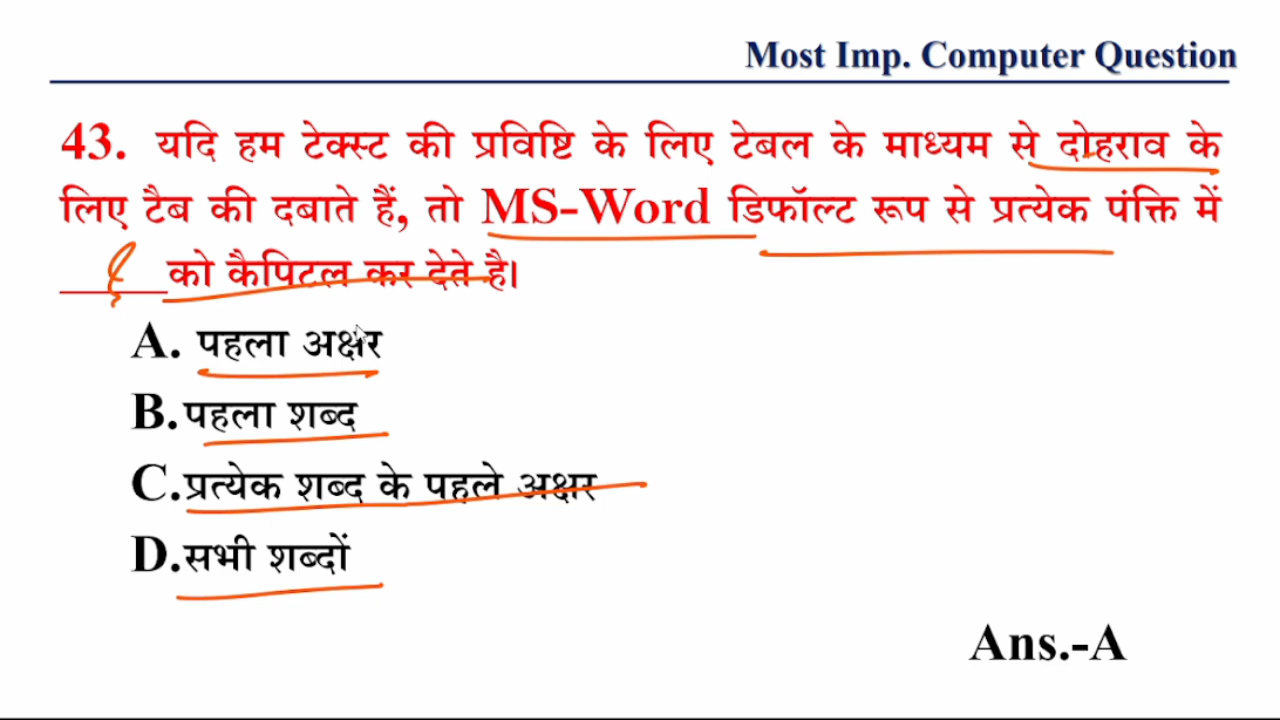 Most Imp. Computer Question
43. यदि हम टेक्स्ट की प्रविष्टि के लिए टेबल के माध्यम से दोहराव के
लिए टैब की दबाते हैं, तो MS-Word डिफॉल्ट रूप से प्रत्येक पंक्ति में
______को कैपिटल कर देते है।
A. पहला अक्षर
B.पहला शब्द
C.प्रत्येक शब्द के पहले अक्षर
D.सभी शब्दों
Ans.-A